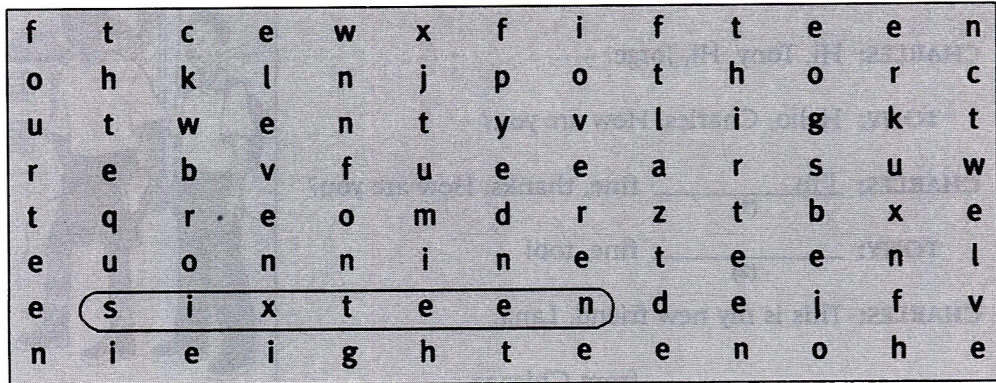 f t c e w x f i f t e e n
o h k l n j p o t h o r c
u t w e n t y v l i g k t
r e b v f u e e a r s u w
t q r e o m d r z t b x e
e u o n n i n e t e e n l
e s i x t e e n d e j f v
n i e i g h t e e n o h e